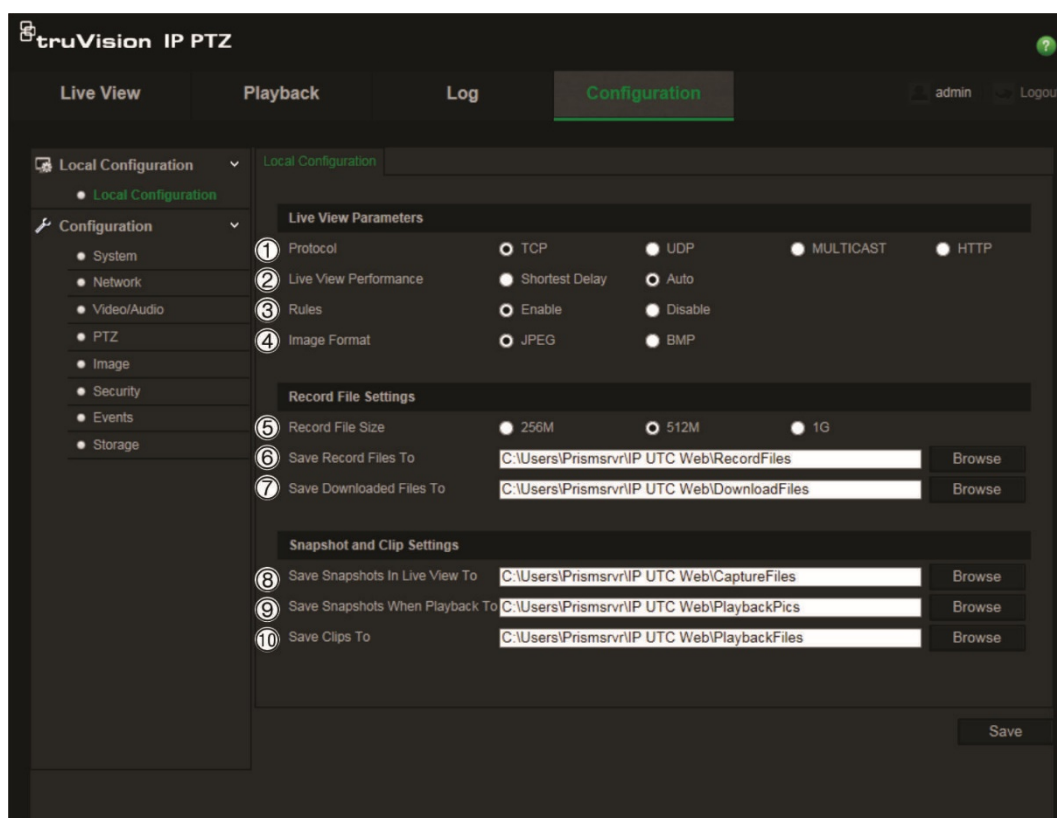 truVision IP PTZ
?
Live View Playback Log Configuration admin Logou
Local Configuration
Local Configuration
Configuration
System
Network
Video/Audio
PTZ
Image
Security
Events
Storage
Local Configuration
Live View Parameters
① Protocol TCP UDP MULTICAST HTTP
② Live View Performance Shortest Delay Auto
③ Rules Enable Disable
④ Image Format JPEG BMP
Record File Settings
⑤ Record File Size 256M 512M 1G
⑥ Save Record Files To C:\Users\Prismsrvr\IP UTC Web\RecordFiles Browse
⑦ Save Downloaded Files To C:\Users\Prismsrvr\IP UTC Web\DownloadFiles Browse
Snapshot and Clip Settings
⑧ Save Snapshots In Live View To C:\Users\Prismsrvr\IP UTC Web\CaptureFiles Browse
⑨ Save Snapshots When Playback To C:\Users\Prismsrvr\IP UTC Web\PlaybackPics Browse
⑩ Save Clips To C:\Users\Prismsrvr\IP UTC Web\PlaybackFiles Browse
Save